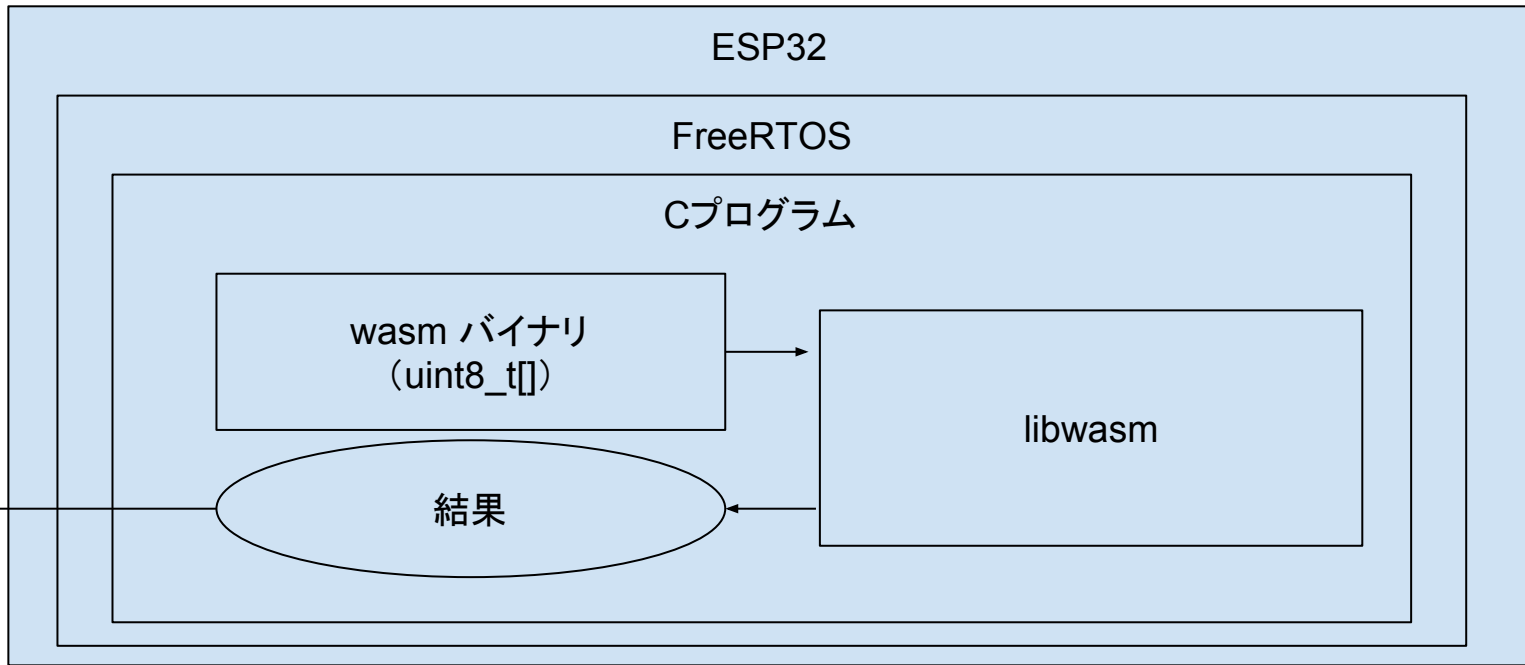 ESP32
FreeRTOS
Cプログラム
wasm バイナリ
（uint8_t[]）
libwasm
結果